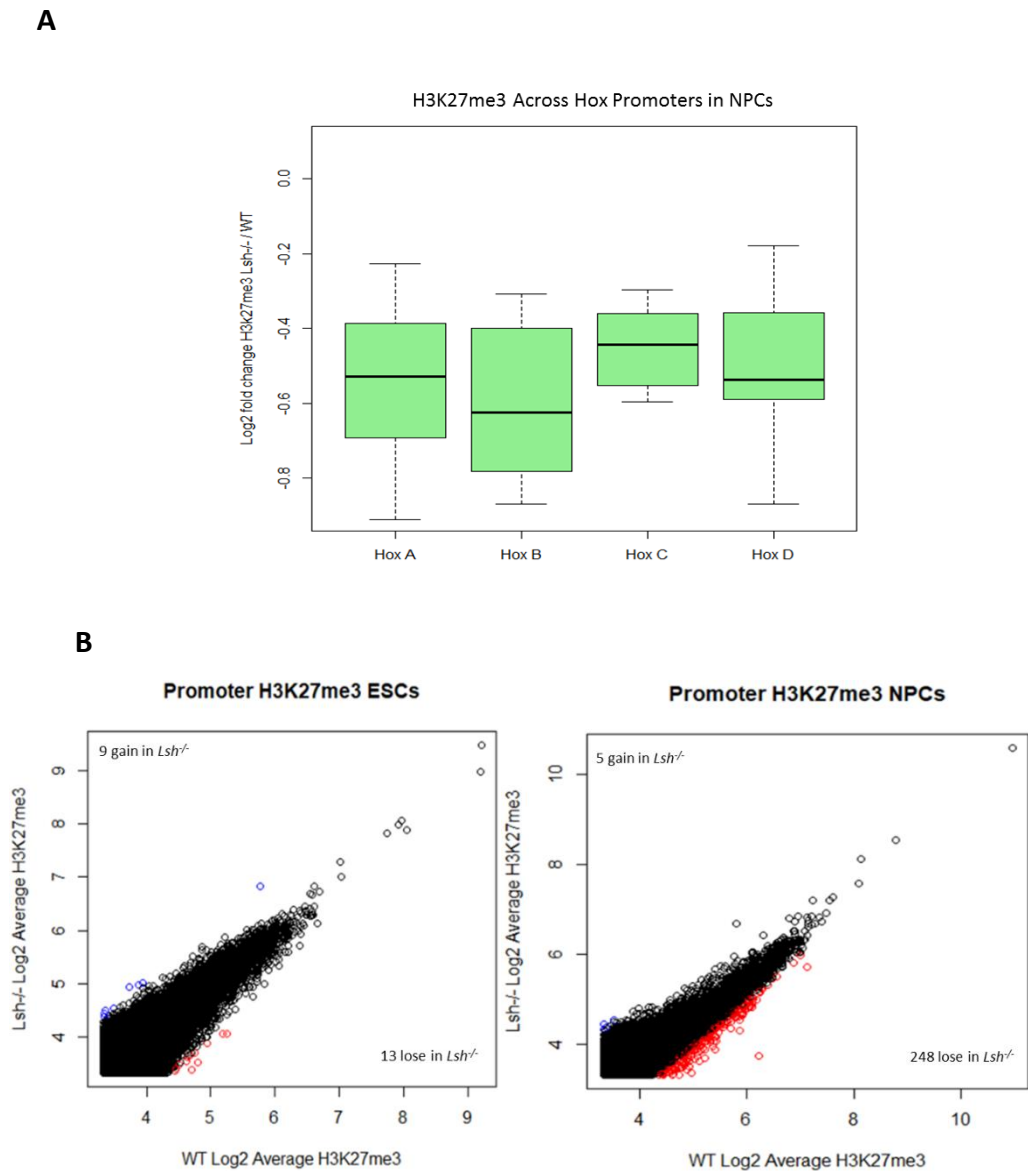 A
H3K27me3 Across Hox Promoters in NPCs
Log2 fold change H3K27me3 Lsh-/- / WT
0.0
-0.2
-0.4
-0.6
-0.8
Hox A Hox B Hox C Hox D
B
Promoter H3K27me3 ESCs
9 gain in Lsh-/-
13 lose in Lsh-/-
Lsh-/- Log2 Average H3K27me3
9
8
7
6
5
4
4 5 6 7 8 9
WT Log2 Average H3K27me3
Promoter H3K27me3 NPCs
5 gain in Lsh-/-
248 lose in Lsh-/-
Lsh-/- Log2 Average H3K27me3
10
8
6
4
4 6 8 10
WT Log2 Average H3K27me3